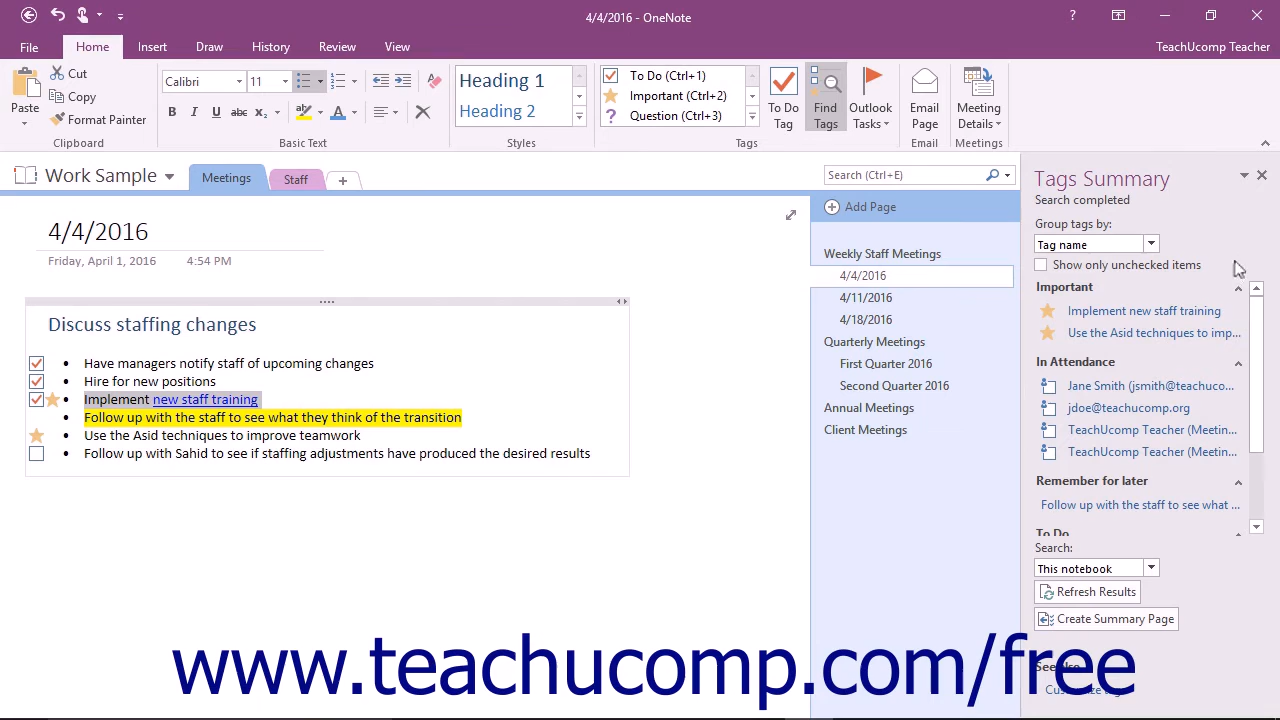 4/4/2016 - OneNote
?
File Home Insert Draw History Review View TeachUcomp Teacher
Paste
Cut
Copy
Format Painter
Clipboard
Calibri 11
B I U abc x₂ A
Basic Text
Heading 1
Heading 2
Styles
To Do (Ctrl+1)
Important (Ctrl+2)
? Question (Ctrl+3)
To Do
Tag
Find
Tags
Outlook
Tasks
Tags
Email
Page
Email
Meeting
Details
Meetings
Work Sample
Meetings
Staff
+
Search (Ctrl+E)
4/4/2016
Friday, April 1, 2016 4:54 PM
Discuss staffing changes
• Have managers notify staff of upcoming changes
• Hire for new positions
• Implement new staff training
• Follow up with the staff to see what they think of the transition
• Use the Asid techniques to improve teamwork
• Follow up with Sahid to see if staffing adjustments have produced the desired results
Add Page
Weekly Staff Meetings
4/4/2016
4/11/2016
4/18/2016
Quarterly Meetings
First Quarter 2016
Second Quarter 2016
Annual Meetings
Client Meetings
Tags Summary
Search completed
Group tags by:
Tag name
Show only unchecked items
Important
Implement new staff training
Use the Asid techniques to imp...
In Attendance
Jane Smith (jsmith@teachuco...
jdoe@teachucomp.org
TeachUcomp Teacher (Meetin...
TeachUcomp Teacher (Meetin...
Remember for later
Follow up with the staff to see what ...
To Do
Search:
This notebook
Refresh Results
Create Summary Page
www.teachucomp.com/free